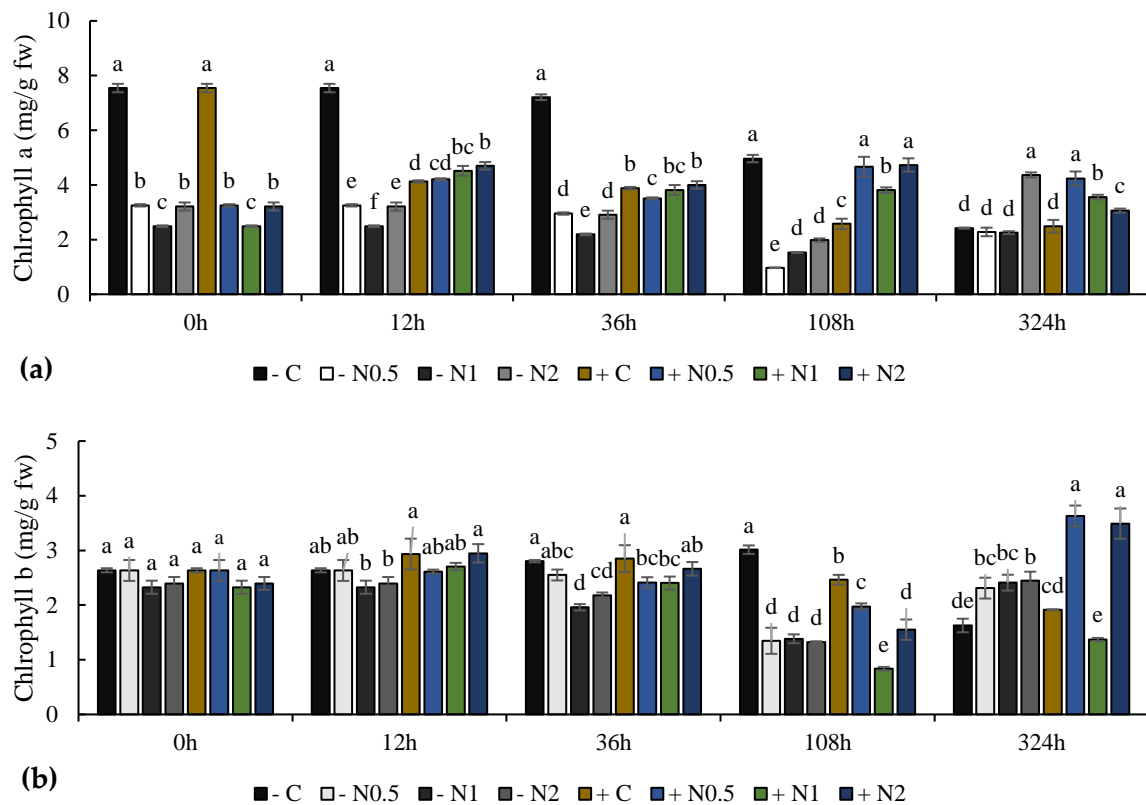 Chlrophyll a (mg/g fw)
10
8
6
4
2
0
a b c b a b c b
a e f e d cd bc b
a d e d b c bc b
a e d d c a b a
d d d a d a b c
0h 12h 36h 108h 324h
(a)
- C - N0.5 - N1 - N2 + C + N0.5 + N1 + N2
Chlrophyll b (mg/g fw)
5
4
3
2
1
0
a a a a a a a a
ab ab b b a ab ab a
a abc d cd a bc bc ab
a d d d b c e d
de bc bc b cd a e a
0h 12h 36h 108h 324h
(b)
- C - N0.5 - N1 - N2 + C + N0.5 + N1 + N2